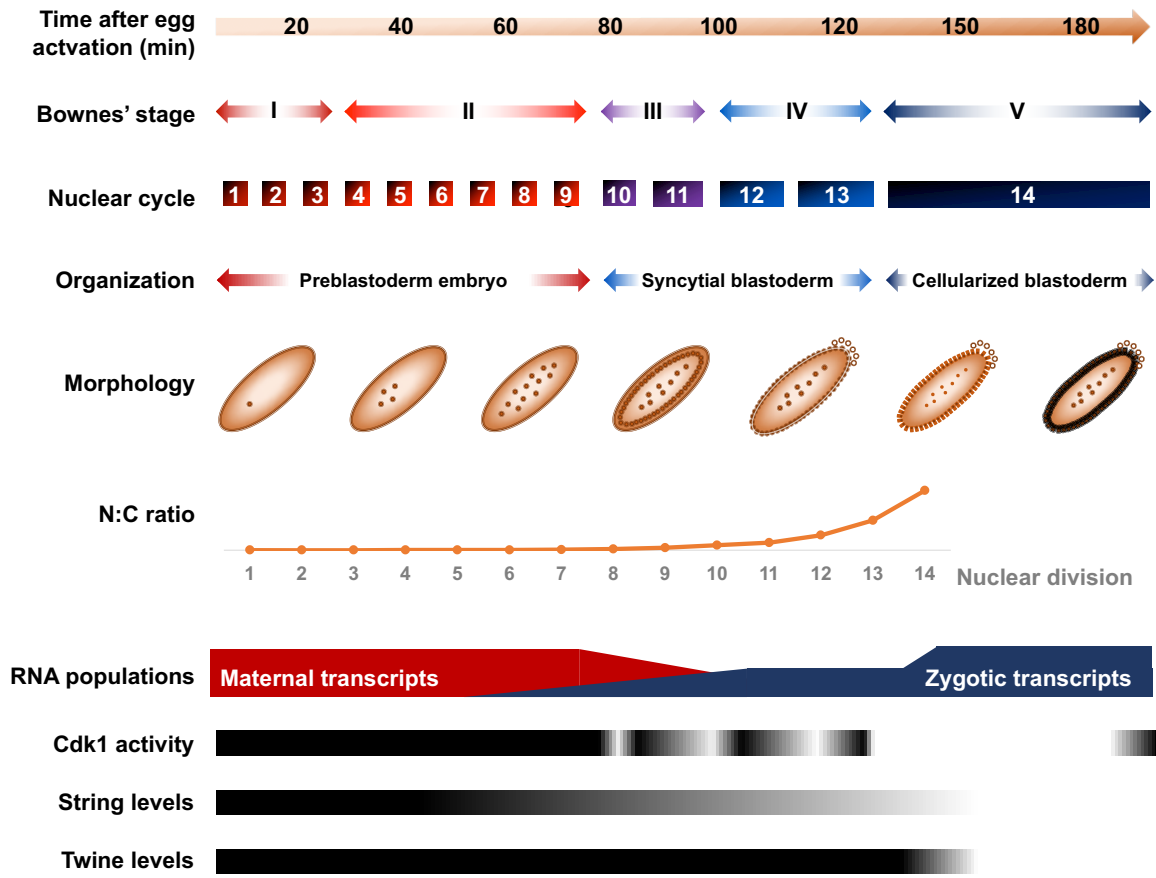 Time after egg
actvation (min)
20 40 60 80 100 120 150 180
Bownes’ stage
I II III IV V
Nuclear cycle
1 2 3 4 5 6 7 8 9 10 11 12 13 14
Organization
Preblastoderm embryo Syncytial blastoderm Cellularized blastoderm
Morphology
N:C ratio
1 2 3 4 5 6 7 8 9 10 11 12 13 14 Nuclear division
RNA populations
Maternal transcripts Zygotic transcripts
Cdk1 activity
String levels
Twine levels